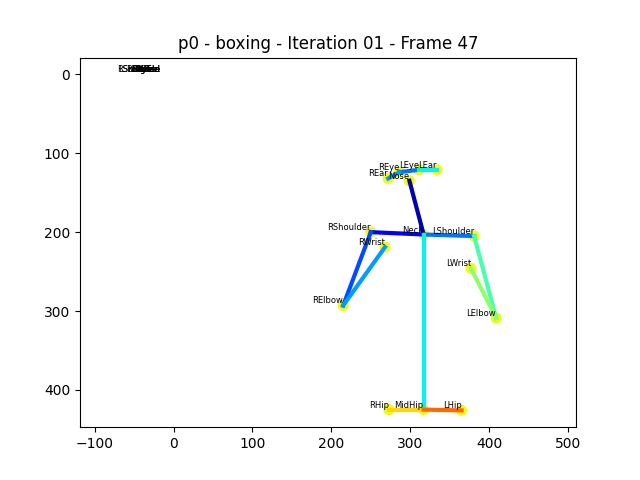 p0 - boxing - Iteration 01 - Frame 47
0
100
200
300
400
LEye LEar
REye
REar
Nose
RShoulder
Neck
LShoulder
RWrist
LWrist
RElbow
LElbow
RHip MidHip LHip
−100 0 100 200 300 400 500